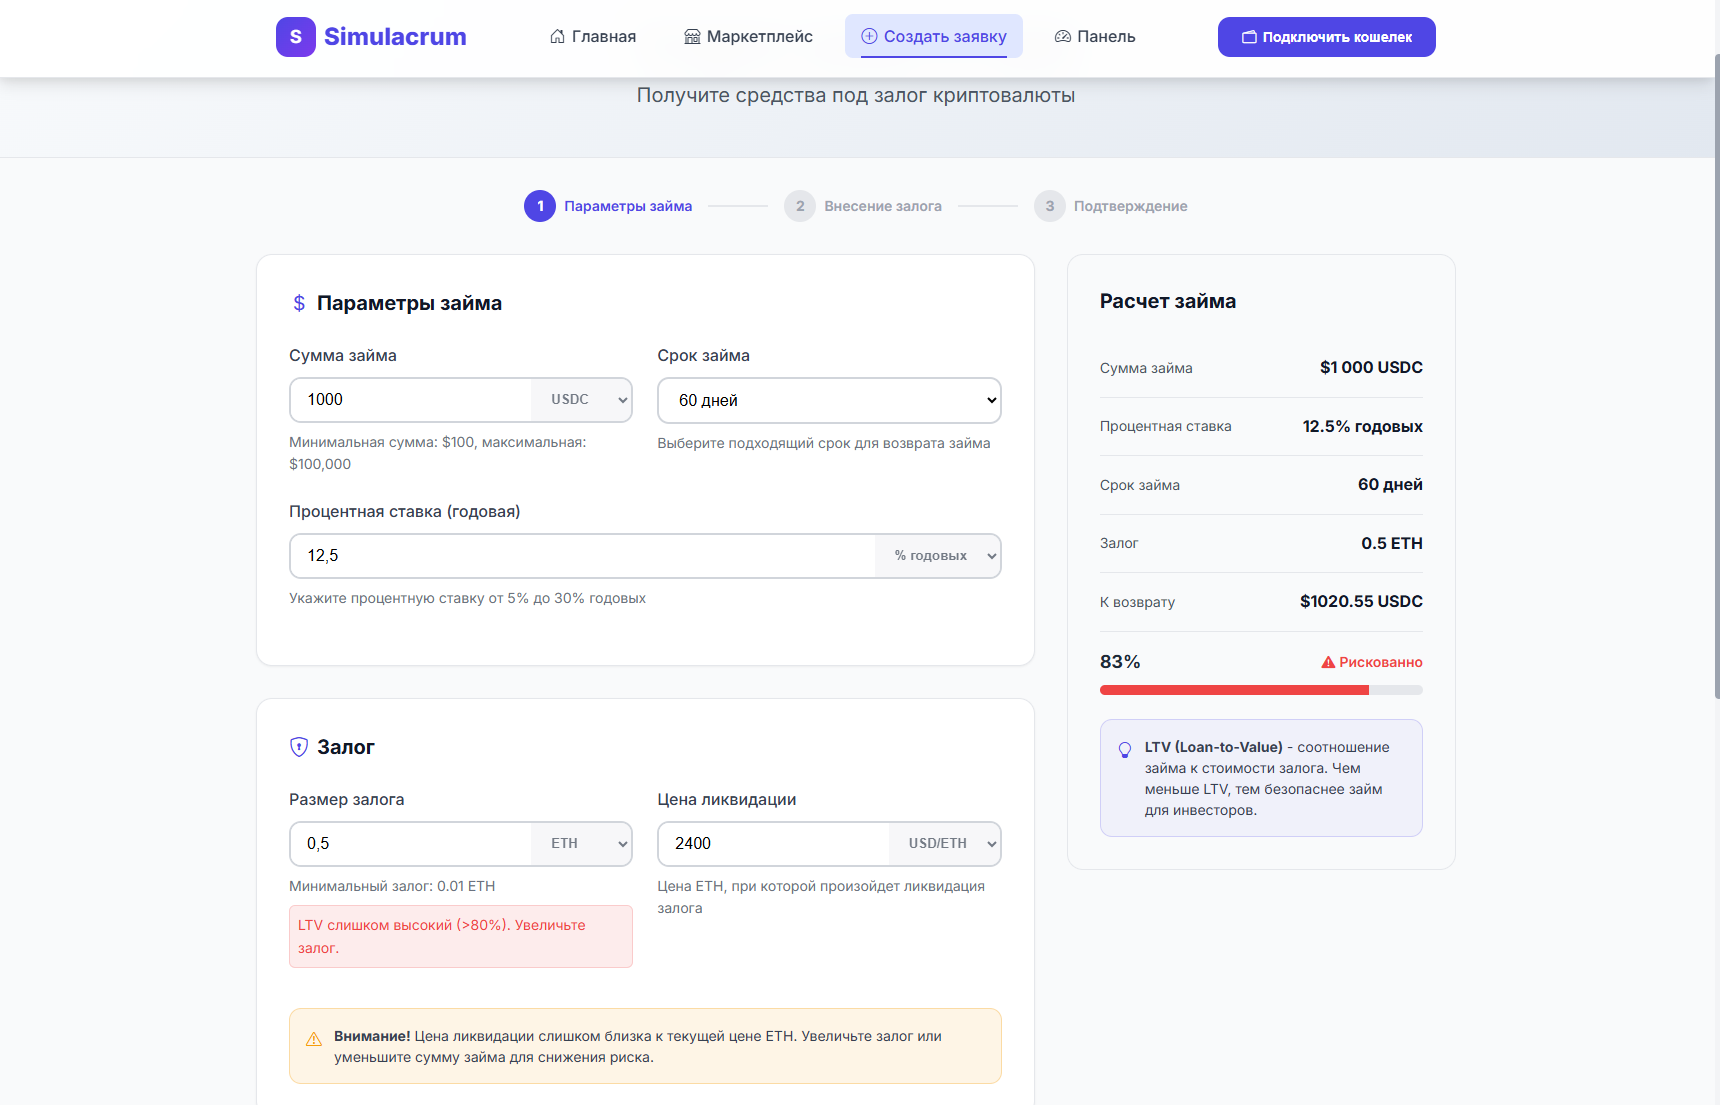 S Simulacrum
Главная
Маркетплейс
Создать заявку
Панель
Подключить кошелек
Получите средства под залог криптовалюты
1 Параметры займа
2 Внесение залога
3 Подтверждение
$ Параметры займа
Сумма займа
1000 USDC
Минимальная сумма: $100, максимальная:
$100,000
Срок займа
60 дней
Выберите подходящий срок для возврата займа
Процентная ставка (годовая)
12,5 % годовых
Укажите процентную ставку от 5% до 30% годовых
Залог
Размер залога
0,5 ETH
Минимальный залог: 0.01 ETH
LTV слишком высокий (>80%). Увеличьте
залог.
Цена ликвидации
2400 USD/ETH
Цена ETH, при которой произойдет ликвидация
залога
Внимание! Цена ликвидации слишком близка к текущей цене ETH. Увеличьте залог или
уменьшите сумму займа для снижения риска.
Расчет займа
Сумма займа $1 000 USDC
Процентная ставка 12.5% годовых
Срок займа 60 дней
Залог 0.5 ETH
К возврату $1020.55 USDC
83% Рискованно
LTV (Loan-to-Value) - соотношение
займа к стоимости залога. Чем
меньше LTV, тем безопаснее займ
для инвесторов.